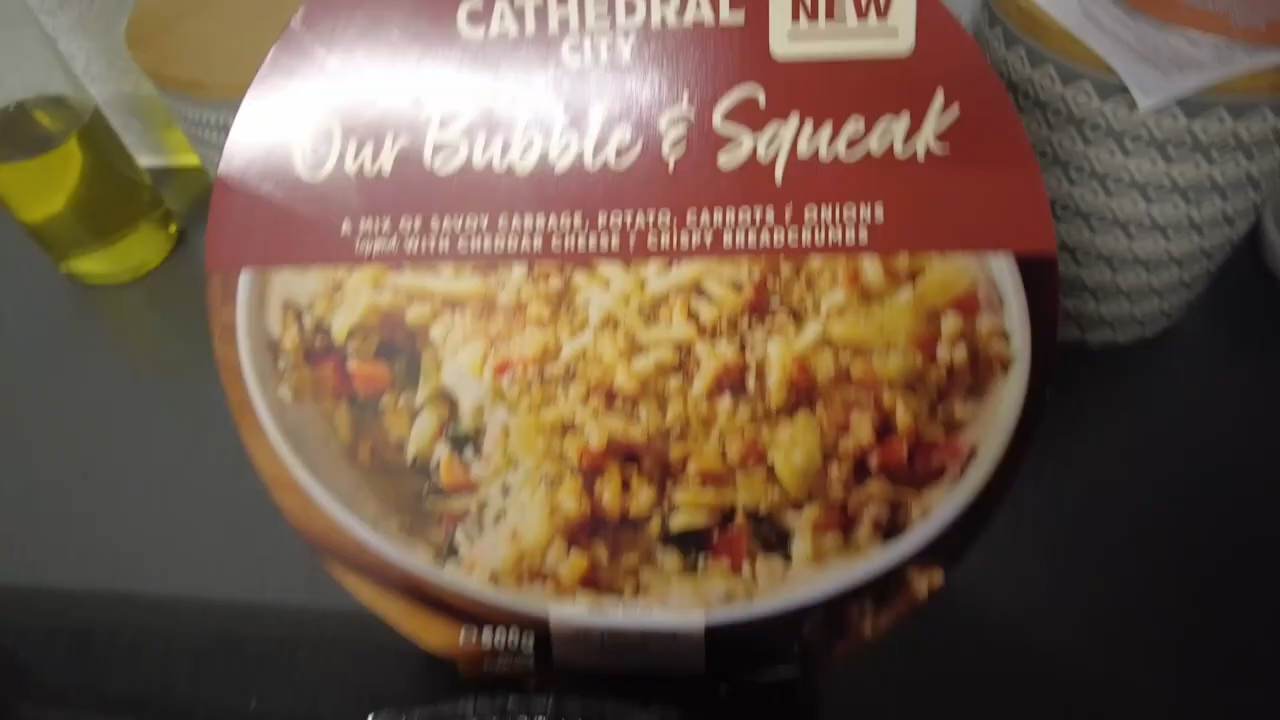 CATHEDRAL
CITY
NEW
Our Bubble & Squeak
A MIX OF SAVOY CABBAGE, POTATO, CARROTS & ONIONS
topped WITH CHEDDAR CHEESE & CRISPY BREADCRUMBS
500g